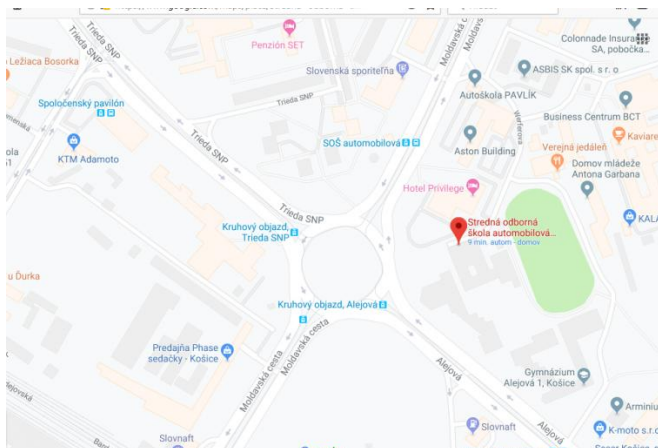 Trieda SNP
Penzión SET
Moldavská c
Moldavská
Colonnade Insura
SA, pobočka...
Ležiaca Bosorka
Slovenská sporiteľňa
ASBIS SK spol. s r. o
Spoločenský pavilón
Trieda SNP
Trieda SNP
Autoškola PAVLÍK
Business Centrum BCT
KTM Adamoto
SOŠ automobilová
Aston Building
Kaviare
Verejná jedáleň
Domov mládeže
Antona Garbana
Hotel Privilege
Trieda SNP
Kruhový objazd,
Trieda SNP
Stredná odborná
škola automobilová...
9 min. autom - domov
KALA
u Ďurka
Kruhový objazd, Alejová
Predajňa Phase
sedačky - Košice
Moldavská cesta
Moldavská cesta
Alejová
Gymnázium
Alejová 1, Košice
Arminiu
Slovnaft
Slovnaft
Alejová
K-moto s.r.o